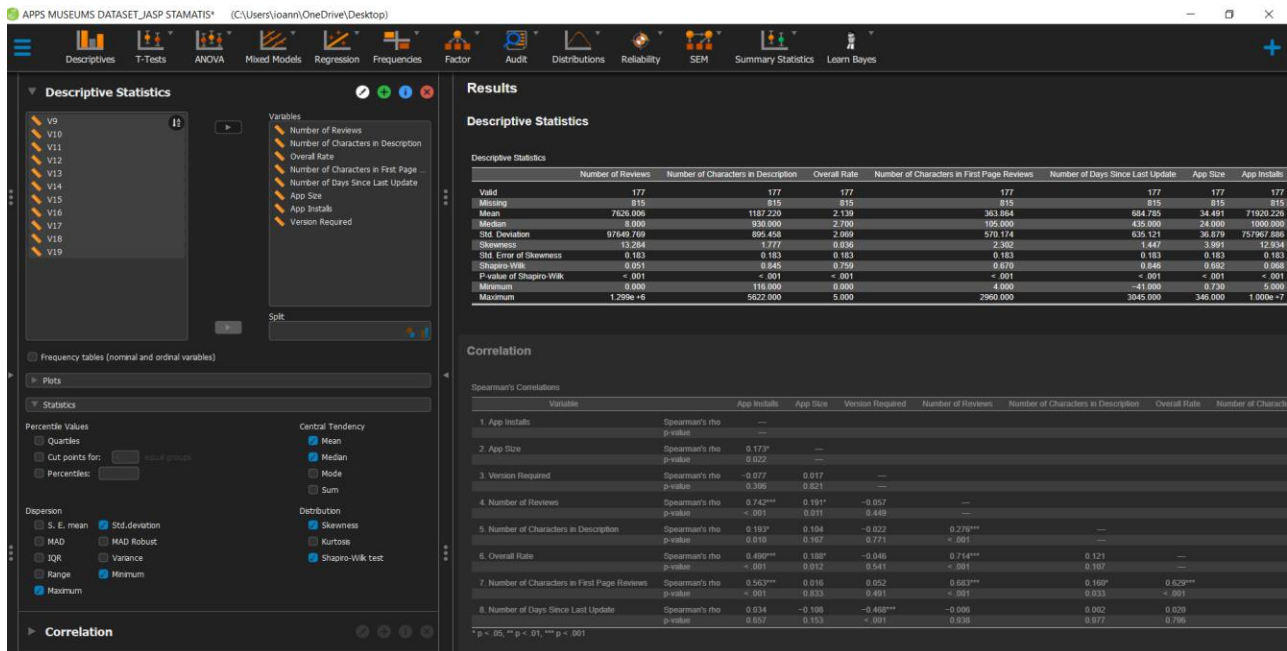 APPS MUSEUMS DATASET_JASP STAMATIS* (C:\Users\ioann\OneDrive\Desktop)
Descriptives T-Tests ANOVA Mixed Models Regression Frequencies Factor Audit Distributions Reliability SEM Summary Statistics Learn Bayes
Descriptive Statistics
V9
V10
V11
V12
V13
V14
V15
V16
V17
V18
V19
Variables
Number of Reviews
Number of Characters in Description
Overall Rate
Number of Characters in First Page ...
Number of Days Since Last Update
App Size
App Installs
Version Required
Split
Frequency tables (nominal and ordinal variables)
Plots
Statistics
Percentile Values
Quartiles
Cut points for: equal groups
Percentiles:
Central Tendency
Mean
Median
Mode
Sum
Dispersion
S. E. mean Std.deviation
MAD MAD Robust
IQR Variance
Range Minimum
Maximum
Distribution
Skewness
Kurtosis
Shapiro-Wilk test
Correlation
Results
Descriptive Statistics
Descriptive Statistics
Number of Reviews Number of Characters in Description Overall Rate Number of Characters in First Page Reviews Number of Days Since Last Update App Size App Installs
Valid 177 177 177 177 177 177 177
Missing 815 815 815 815 815 815 815
Mean 7626.006 1187.220 2.139 363.864 684.785 34.491 71920.226
Median 8.000 930.000 2.700 105.000 435.000 24.000 1000.000
Std. Deviation 97649.769 895.458 2.069 570.174 635.121 36.879 757967.886
Skewness 13.284 1.777 0.036 2.302 1.447 3.991 12.934
Std. Error of Skewness 0.183 0.183 0.183 0.183 0.183 0.183 0.183
Shapiro-Wilk 0.051 0.845 0.759 0.670 0.846 0.692 0.068
P-value of Shapiro-Wilk < .001 < .001 < .001 < .001 < .001 < .001 < .001
Minimum 0.000 116.000 0.000 4.000 −41.000 0.730 5.000
Maximum 1.299e +6 5622.000 5.000 2960.000 3045.000 346.000 1.000e +7
Correlation
Spearman's Correlations
Variable App Installs App Size Version Required Number of Reviews Number of Characters in Description Overall Rate Number of Characte
1. App Installs Spearman's rho —
p-value —
2. App Size Spearman's rho 0.173* —
p-value 0.022 —
3. Version Required Spearman's rho −0.077 0.017 —
p-value 0.306 0.821 —
4. Number of Reviews Spearman's rho 0.742*** 0.191* −0.057 —
p-value < .001 0.011 0.449 —
5. Number of Characters in Description Spearman's rho 0.193* 0.104 −0.022 0.276*** —
p-value 0.010 0.167 0.771 < .001 —
6. Overall Rate Spearman's rho 0.490*** 0.188* −0.046 0.714*** 0.121 —
p-value < .001 0.012 0.541 < .001 0.107 —
7. Number of Characters in First Page Reviews Spearman's rho 0.563*** 0.016 0.052 0.683*** 0.160* 0.629***
p-value < .001 0.833 0.491 < .001 0.033 < .001
8. Number of Days Since Last Update Spearman's rho 0.034 −0.108 −0.468*** −0.006 0.002 0.020
p-value 0.657 0.153 < .001 0.938 0.977 0.796
* p < .05, ** p < .01, *** p < .001